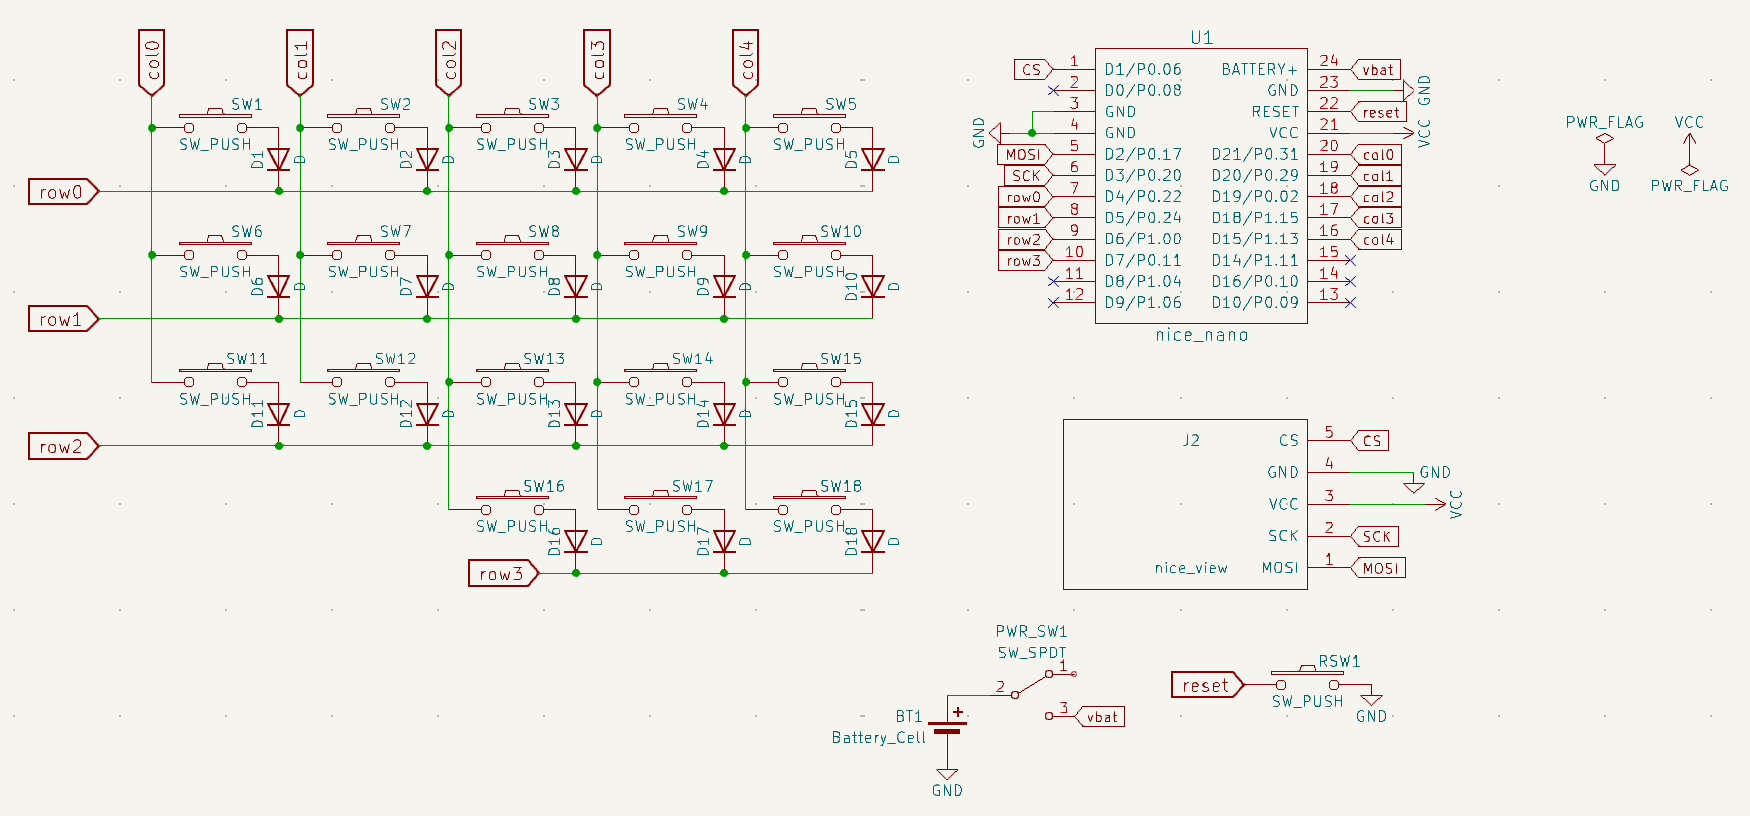 col0 col1 col2 col3 col4
SW1 SW2 SW3 SW4 SW5
SW_PUSH SW_PUSH SW_PUSH SW_PUSH SW_PUSH
D1 D D2 D D3 D D4 D D5 D
row0
SW6 SW7 SW8 SW9 SW10
SW_PUSH SW_PUSH SW_PUSH SW_PUSH SW_PUSH
D6 D D7 D D8 D D9 D D10 D
row1
SW11 SW12 SW13 SW14 SW15
SW_PUSH SW_PUSH SW_PUSH SW_PUSH SW_PUSH
D11 D D12 D D13 D D14 D D15 D
row2
SW16 SW17 SW18
SW_PUSH SW_PUSH SW_PUSH
D16 D D17 D D18 D
row3
U1
CS 1 D1/P0.06 BATTERY+ 24 vbat
2 D0/P0.08 GND 23 GND
3 GND RESET 22 reset
GND 4 GND VCC 21 VCC
MOSI 5 D2/P0.17 D21/P0.31 20 col0
SCK 6 D3/P0.20 D20/P0.29 19 col1
row0 7 D4/P0.22 D19/P0.02 18 col2
row1 8 D5/P0.24 D18/P1.15 17 col3
row2 9 D6/P1.00 D15/P1.13 16 col4
row3 10 D7/P0.11 D14/P1.11 15
11 D8/P1.04 D16/P0.10 14
12 D9/P1.06 D10/P0.09 13
nice_nano
PWR_FLAG VCC
GND PWR_FLAG
J2 CS 5 CS
GND 4 GND
VCC 3 VCC
SCK 2 SCK
nice_view MOSI 1 MOSI
PWR_SW1
SW_SPDT
1
2
3 vbat
BT1 +
Battery_Cell
GND
RSW1
reset
SW_PUSH
GND